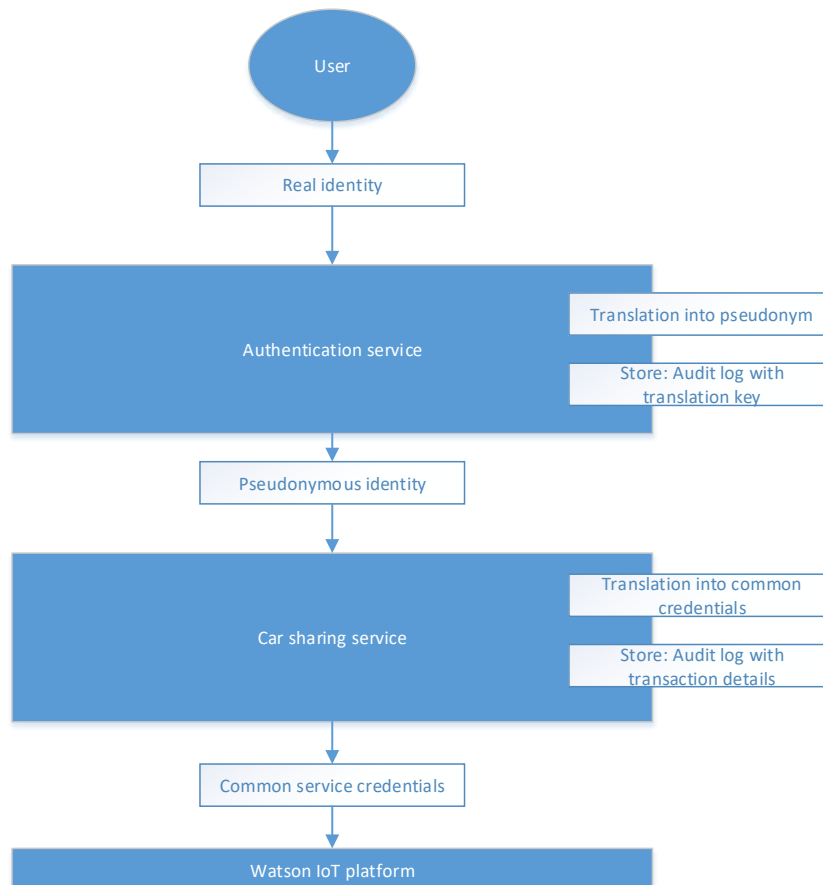 User
Real identity
Authentication service
Translation into pseudonym
Store: Audit log with
translation key
Pseudonymous identity
Car sharing service
Translation into common
credentials
Store: Audit log with
transaction details
Common service credentials
Watson IoT platform